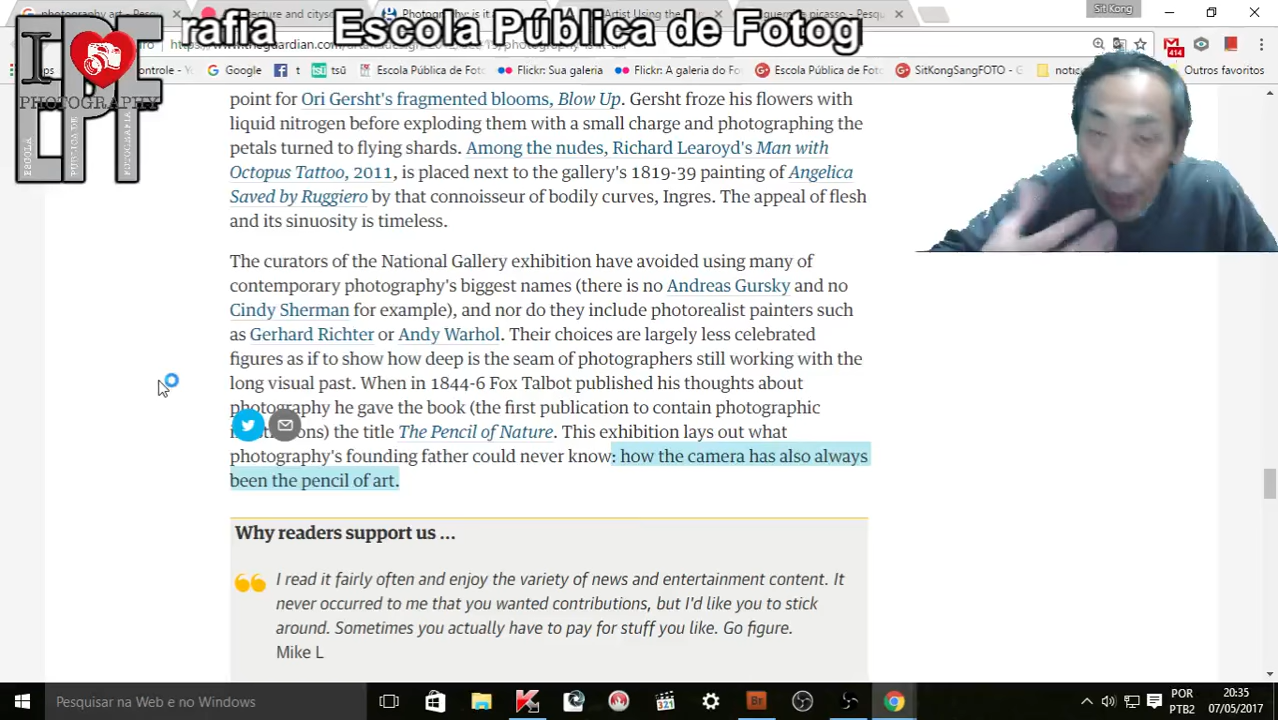 rafia Escola Pública de Fotog
Sit Kong
I
PHOTOGRAPHY
ESCOLA
PÚBLICA DE
FOTOGRAFIA
414
Google
t
tsū
Escola Pública de Fo
Flickr: Sua galeria
Flickr: A galeria do F
Escola Pública de Fo
SitKongSangFOTO - G
Outros favoritos
point for Ori Gersht's fragmented blooms, Blow Up. Gersht froze his flowers with
liquid nitrogen before exploding them with a small charge and photographing the
petals turned to flying shards. Among the nudes, Richard Learoyd's Man with
Octopus Tattoo, 2011, is placed next to the gallery's 1819-39 painting of Angelica
Saved by Ruggiero by that connoisseur of bodily curves, Ingres. The appeal of flesh
and its sinuosity is timeless.
The curators of the National Gallery exhibition have avoided using many of
contemporary photography's biggest names (there is no Andreas Gursky and no
Cindy Sherman for example), and nor do they include photorealist painters such
as Gerhard Richter or Andy Warhol. Their choices are largely less celebrated
figures as if to show how deep is the seam of photographers still working with the
long visual past. When in 1844-6 Fox Talbot published his thoughts about
photography he gave the book (the first publication to contain photographic
the title The Pencil of Nature. This exhibition lays out what
photography's founding father could never know: how the camera has also always
been the pencil of art.
Why readers support us ...
I read it fairly often and enjoy the variety of news and entertainment content. It
never occurred to me that you wanted contributions, but I'd like you to stick
around. Sometimes you actually have to pay for stuff you like. Go figure.
Mike L
Pesquisar na Web e no Windows
321
Br
POR
PTB2
20:35
07/05/2017